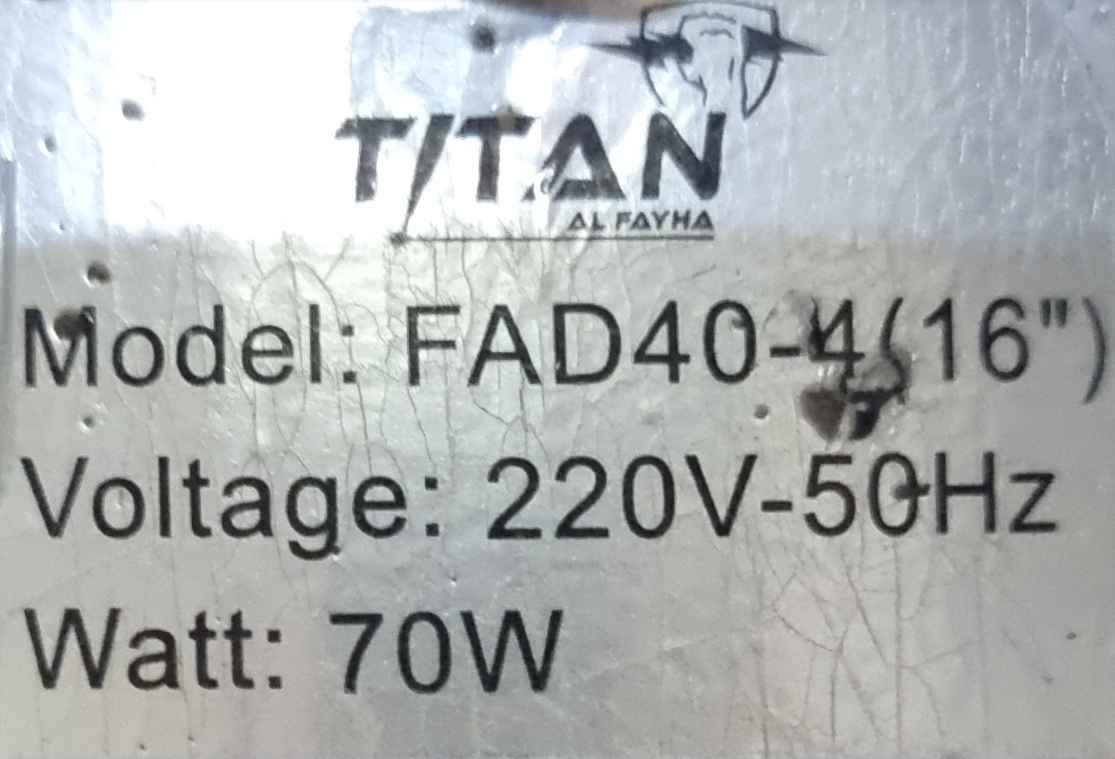 TITAN
AL FAYHA
Model: FAD40-4(16")
Voltage: 220V-50Hz
Watt: 70W